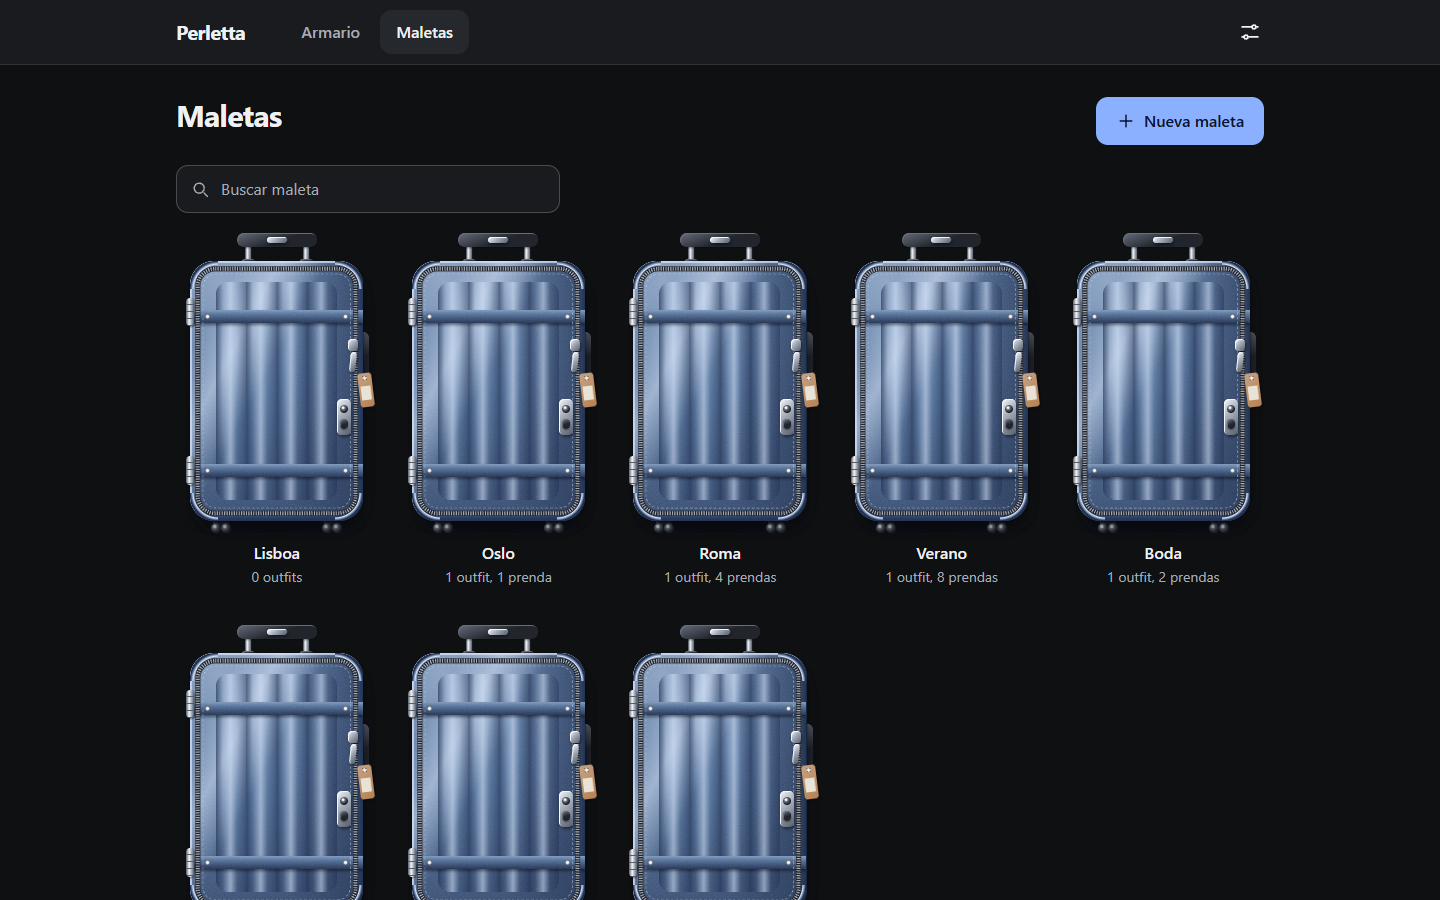 Perletta
Armario
Maletas
Maletas
Nueva maleta
Buscar maleta
Lisboa
0 outfits
Oslo
1 outfit, 1 prenda
Roma
1 outfit, 4 prendas
Verano
1 outfit, 8 prendas
Boda
1 outfit, 2 prendas